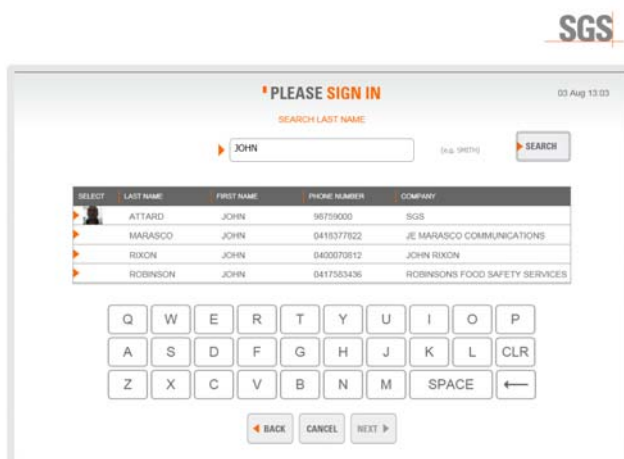 SGS
PLEASE SIGN IN
03 Aug 13:03
SEARCH LAST NAME
JOHN (e.g. SMITH) SEARCH
SELECT LAST NAME FIRST NAME PHONE NUMBER COMPANY
ATTARD JOHN 96759000 SGS
MARASCO JOHN 0418377822 JE MARASCO COMMUNICATIONS
RIXON JOHN 0400070812 JOHN RIXON
ROBINSON JOHN 0417583436 ROBINSONS FOOD SAFETY SERVICES
Q W E R T Y U I O P
A S D F G H J K L CLR
Z X C V B N M SPACE
BACK CANCEL NEXT